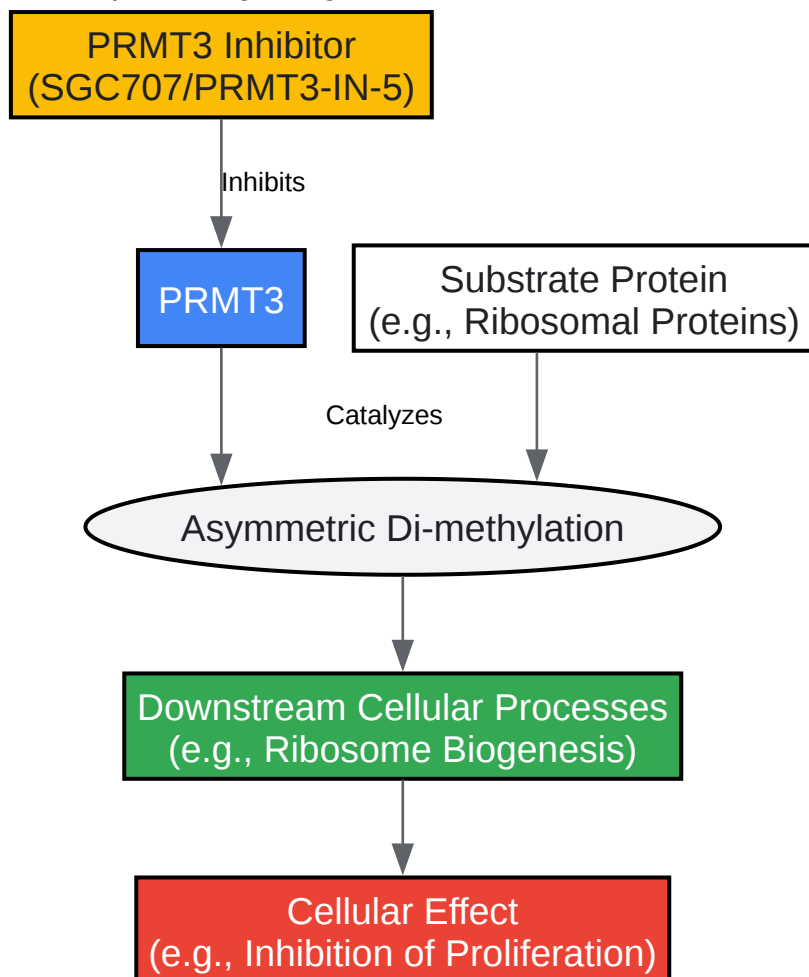 PRMT3 Inhibitor
(SGC707/PRMT3-IN-5)
Inhibits
PRMT3
Substrate Protein
(e.g., Ribosomal Proteins)
Catalyzes
Asymmetric Di-methylation
Downstream Cellular Processes
(e.g., Ribosome Biogenesis)
Cellular Effect
(e.g., Inhibition of Proliferation)